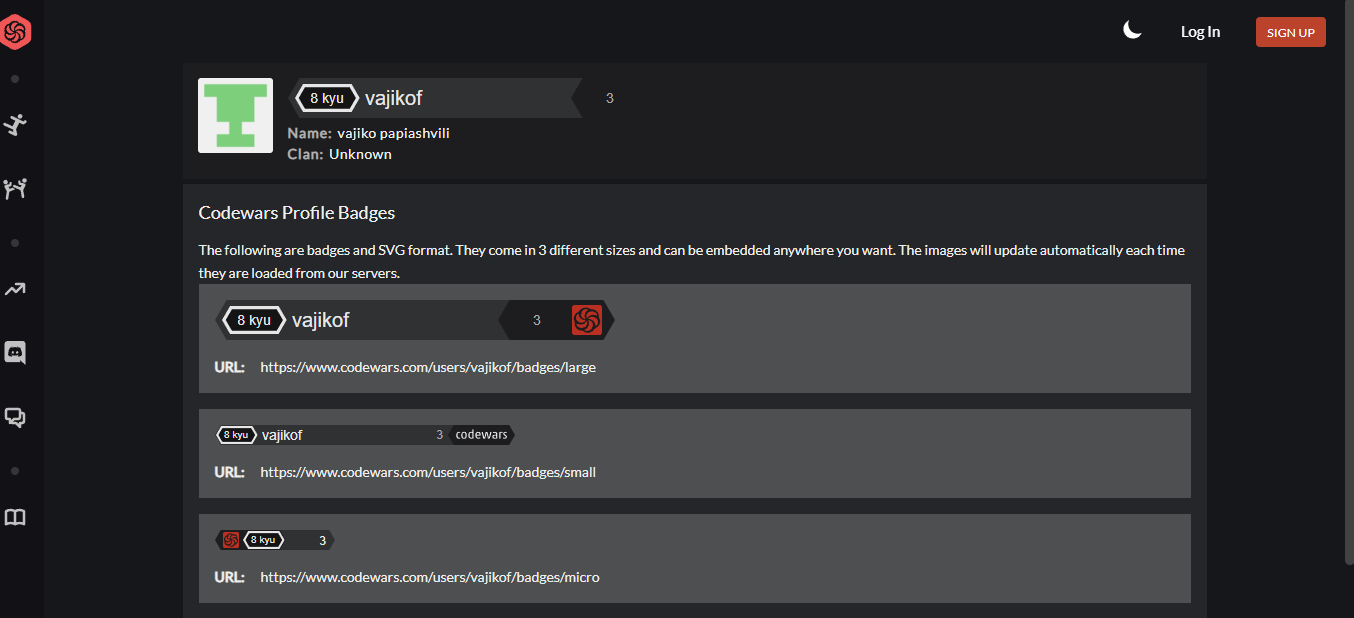 Log In
SIGN UP
8 kyu vajikof 3
Name: vajiko papiashvili
Clan: Unknown
Codewars Profile Badges
The following are badges and SVG format. They come in 3 different sizes and can be embedded anywhere you want. The images will update automatically each time
they are loaded from our servers.
8 kyu vajikof 3
URL: https://www.codewars.com/users/vajikof/badges/large
8 kyu vajikof 3 codewars
URL: https://www.codewars.com/users/vajikof/badges/small
8 kyu 3
URL: https://www.codewars.com/users/vajikof/badges/micro